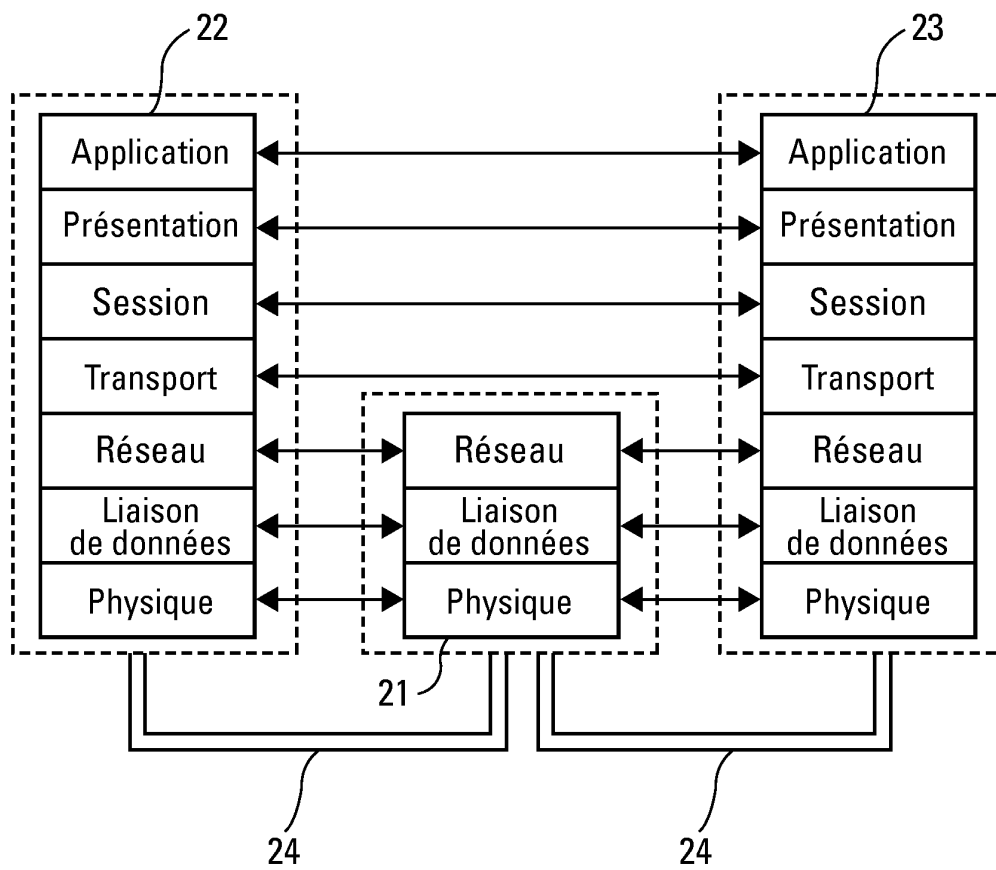 22
23
Application
Présentation
Session
Transport
Réseau
Liaison
de données
Physique
Réseau
Liaison
de données
Physique
Application
Présentation
Session
Transport
Réseau
Liaison
de données
Physique
21
24
24